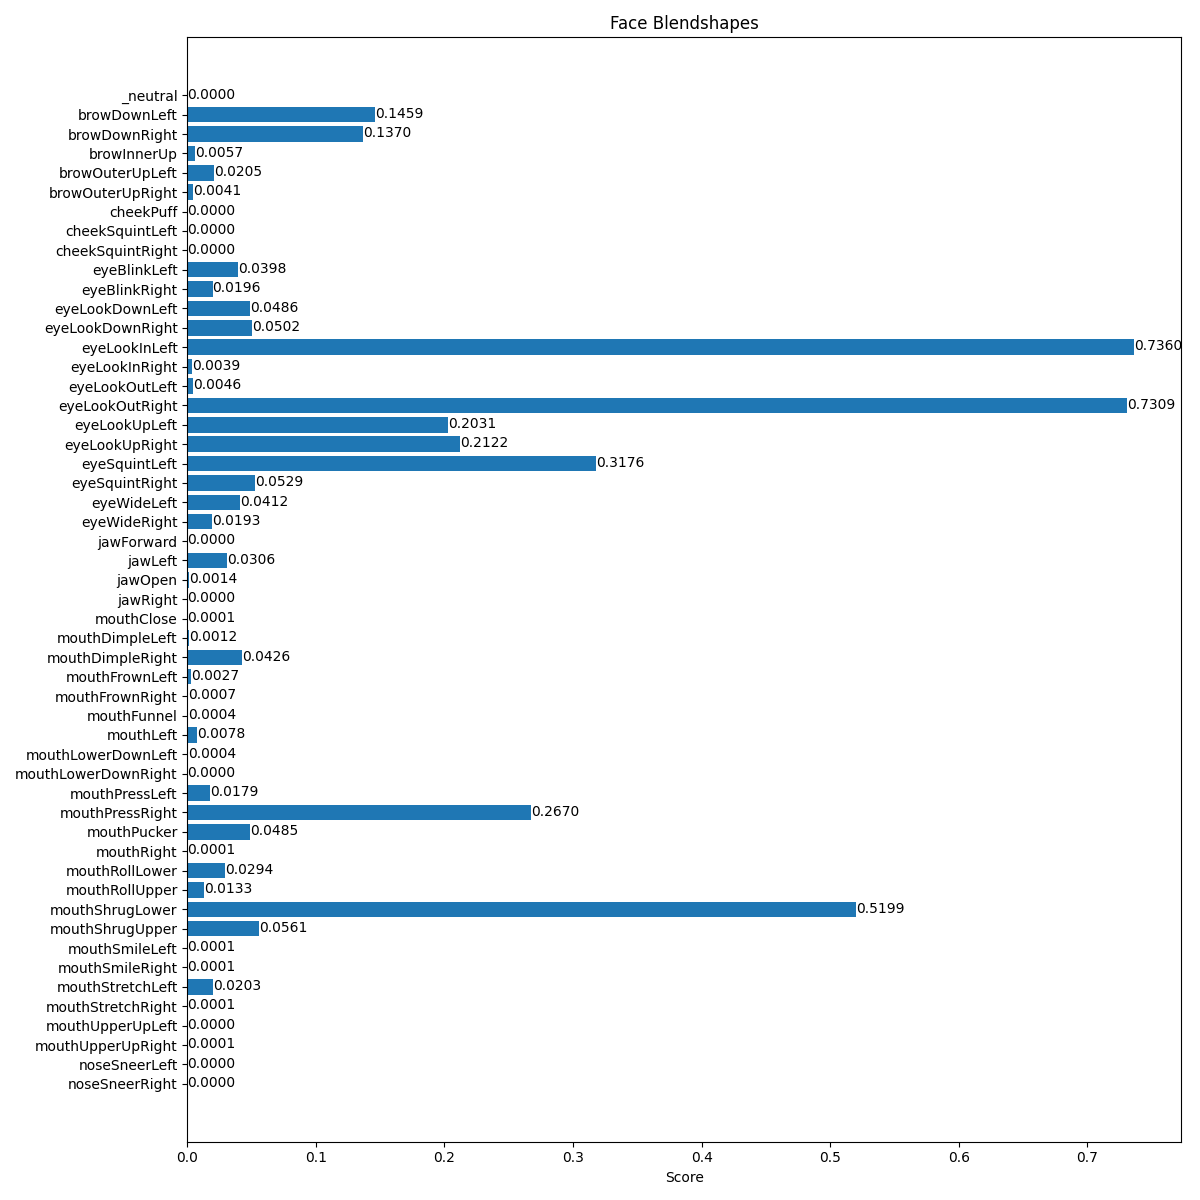 Face Blendshapes
_neutral 0.0000
browDownLeft 0.1459
browDownRight 0.1370
browInnerUp 0.0057
browOuterUpLeft 0.0205
browOuterUpRight 0.0041
cheekPuff 0.0000
cheekSquintLeft 0.0000
cheekSquintRight 0.0000
eyeBlinkLeft 0.0398
eyeBlinkRight 0.0196
eyeLookDownLeft 0.0486
eyeLookDownRight 0.0502
eyeLookInLeft 0.7360
eyeLookInRight 0.0039
eyeLookOutLeft 0.0046
eyeLookOutRight 0.7309
eyeLookUpLeft 0.2031
eyeLookUpRight 0.2122
eyeSquintLeft 0.3176
eyeSquintRight 0.0529
eyeWideLeft 0.0412
eyeWideRight 0.0193
jawForward 0.0000
jawLeft 0.0306
jawOpen 0.0014
jawRight 0.0000
mouthClose 0.0001
mouthDimpleLeft 0.0012
mouthDimpleRight 0.0426
mouthFrownLeft 0.0027
mouthFrownRight 0.0007
mouthFunnel 0.0004
mouthLeft 0.0078
mouthLowerDownLeft 0.0004
mouthLowerDownRight 0.0000
mouthPressLeft 0.0179
mouthPressRight 0.2670
mouthPucker 0.0485
mouthRight 0.0001
mouthRollLower 0.0294
mouthRollUpper 0.0133
mouthShrugLower 0.5199
mouthShrugUpper 0.0561
mouthSmileLeft 0.0001
mouthSmileRight 0.0001
mouthStretchLeft 0.0203
mouthStretchRight 0.0001
mouthUpperUpLeft 0.0000
mouthUpperUpRight 0.0001
noseSneerLeft 0.0000
noseSneerRight 0.0000
0.0 0.1 0.2 0.3 0.4 0.5 0.6 0.7
Score